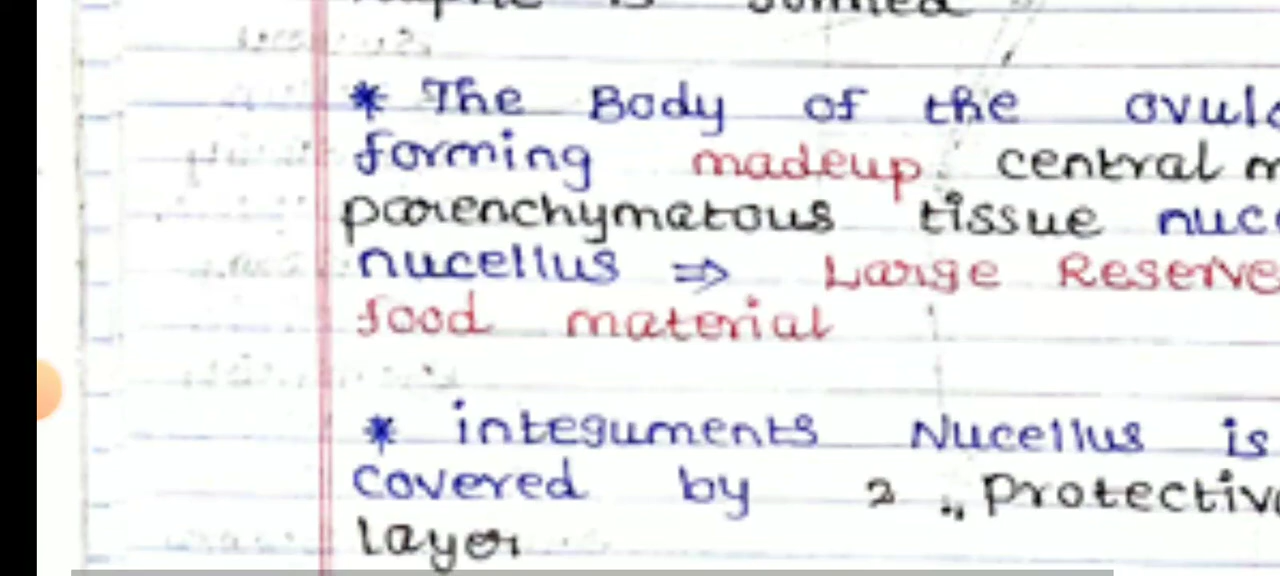 * The Body of the
forming madeup central
parenchymatous tissue
nucellus ⇒ Large Reserve
food material
* integuments Nucellus is
covered by 2 ,, Protective
layer